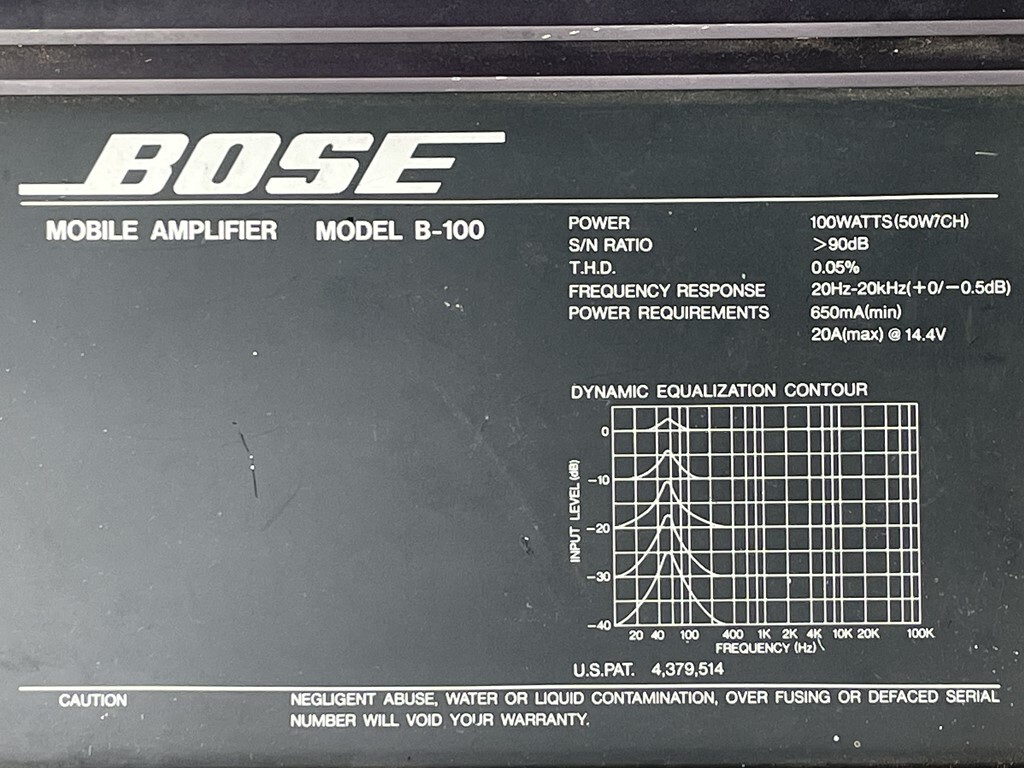 BOSE
MOBILE AMPLIFIER MODEL B-100
POWER 100WATTS(50W/CH)
S/N RATIO >90dB
T.H.D. 0.05%
FREQUENCY RESPONSE 20Hz-20kHz(+0/-0.5dB)
POWER REQUIREMENTS 650mA(min)
20A(max) @ 14.4V
DYNAMIC EQUALIZATION CONTOUR
INPUT LEVEL (dB)
0
-10
-20
-30
-40
20 40 100 400 1K 2K 4K 10K 20K 100K
FREQUENCY (Hz)
U.S.PAT. 4,379,514
CAUTION NEGLIGENT ABUSE, WATER OR LIQUID CONTAMINATION, OVER FUSING OR DEFACED SERIAL
NUMBER WILL VOID YOUR WARRANTY.